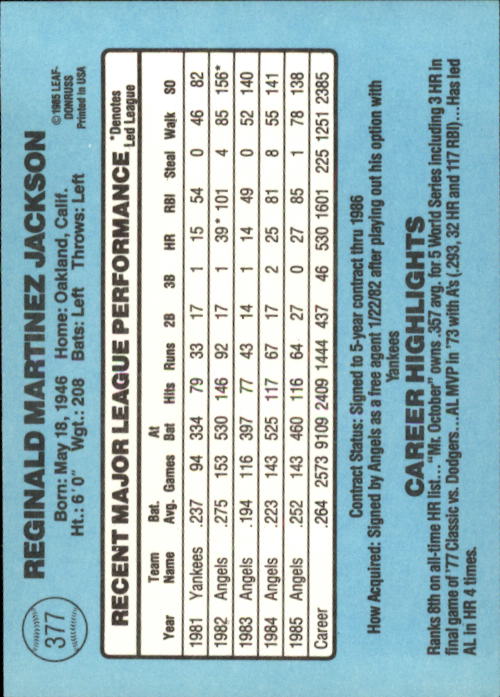 377
REGINALD MARTINEZ JACKSON
Born: May 18, 1946 Home: Oakland, Calif.
Ht.: 6'0" Wgt.: 208 Bats: Left Throws: Left
©1985 LEAF-
DONRUSS
Printed in USA
RECENT MAJOR LEAGUE PERFORMANCE
*Denotes
Led League
Team Bat. At
Year Name Avg. Games Bat Hits Runs 2B 3B HR RBI Steal Walk SO
1981 Yankees .237 94 334 79 33 17 1 15 54 0 46 82
1982 Angels .275 153 530 146 92 17 1 39* 101 4 85 156*
1983 Angels .194 116 397 77 43 14 1 14 49 0 52 140
1984 Angels .223 143 525 117 67 17 2 25 81 8 55 141
1985 Angels .252 143 460 116 64 27 0 27 85 1 78 138
Career .264 2573 9109 2409 1444 437 46 530 1601 225 1251 2385
Contract Status: Signed to 5-year contract thru 1986
How Acquired: Signed by Angels as a free agent 1/22/82 after playing out his option with
Yankees
CAREER HIGHLIGHTS
Ranks 8th on all-time HR list... "Mr. October" owns .357 avg. for 5 World Series including 3 HR in
final game of '77 Classic vs. Dodgers... AL MVP in '73 with A's (.293, 32 HR and 117 RBI)... Has led
AL in HR 4 times.